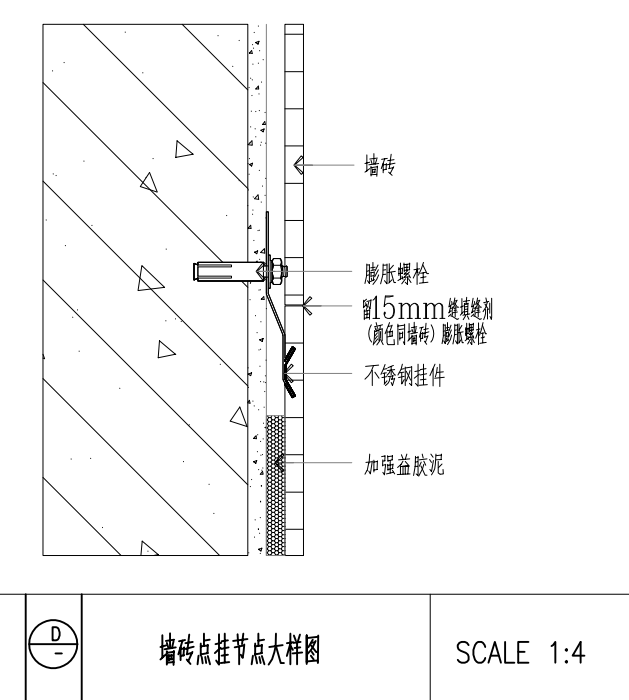 墙砖
膨胀螺栓
留15mm缝填缝剂
（颜色同墙砖）膨胀螺栓
不锈钢挂件
加强益胶泥
D
-
墙砖点挂节点大样图
SCALE 1:4